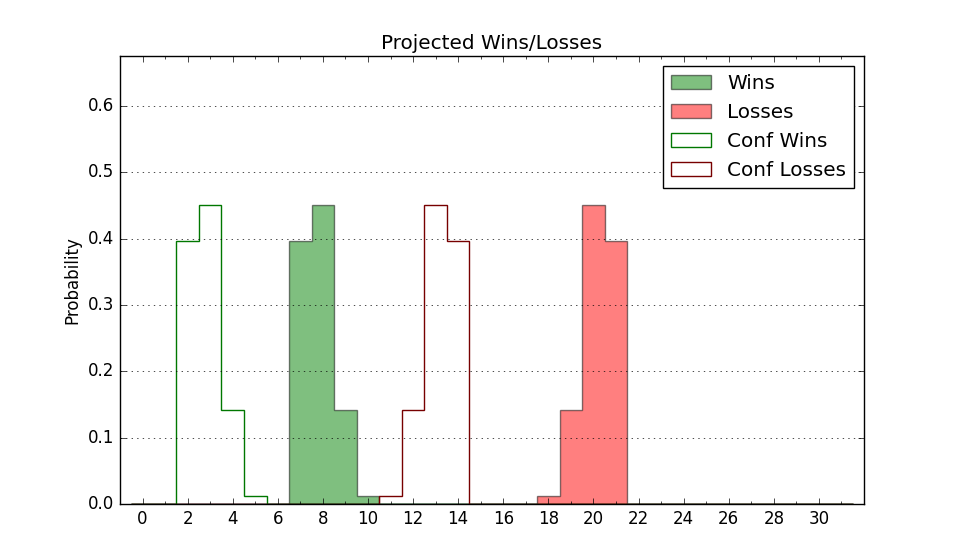 Projected Wins/Losses
Wins
Losses
Conf Wins
Conf Losses
Probability
0.6
0.5
0.4
0.3
0.2
0.1
0.0
0 2 4 6 8 10 12 14 16 18 20 22 24 26 28 30